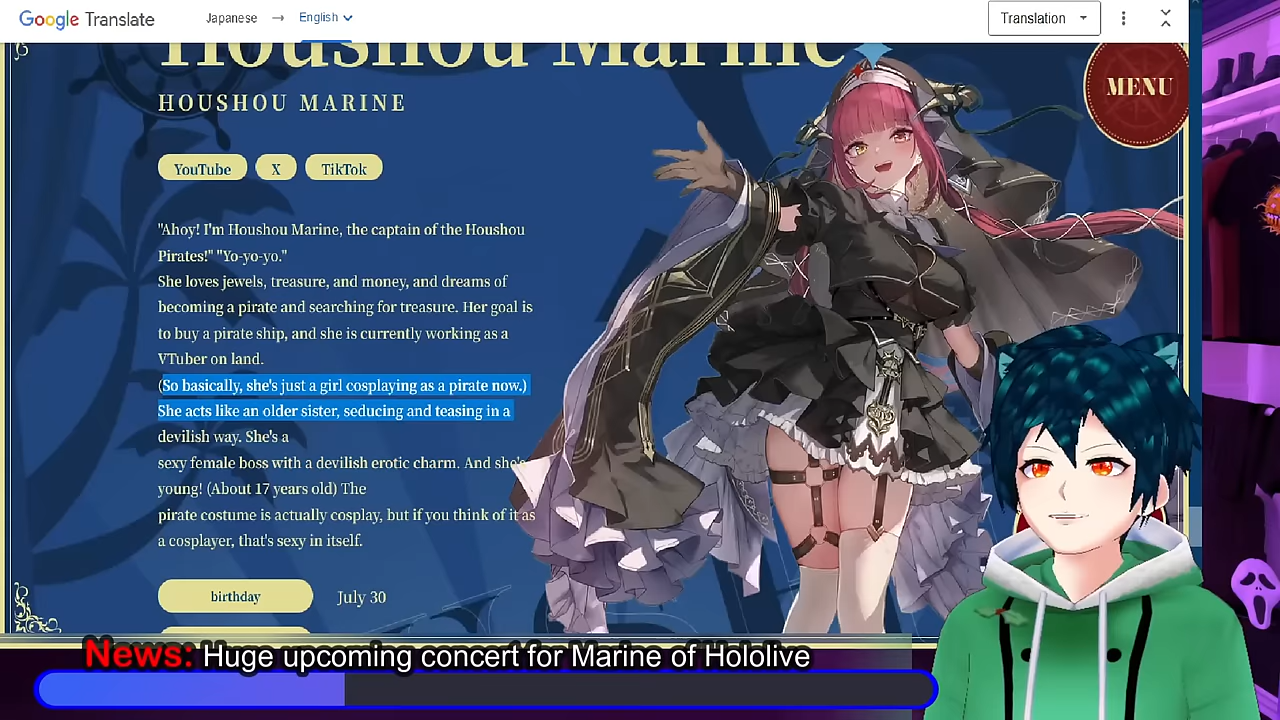 Google Translate
Japanese → English
Translation
Houshou Marine
MENU
HOUSHOU MARINE
YouTube
X
TikTok
"Ahoy! I'm Houshou Marine, the captain of the Houshou
Pirates!" "Yo-yo-yo."
She loves jewels, treasure, and money, and dreams of
becoming a pirate and searching for treasure. Her goal is
to buy a pirate ship, and she is currently working as a
VTuber on land.
(So basically, she's just a girl cosplaying as a pirate now.)
She acts like an older sister, seducing and teasing in a
devilish way. She's a
sexy female boss with a devilish erotic charm. And she's
young! (About 17 years old) The
pirate costume is actually cosplay, but if you think of it as
a cosplayer, that's sexy in itself.
birthday
July 30
News: Huge upcoming concert for Marine of Hololive